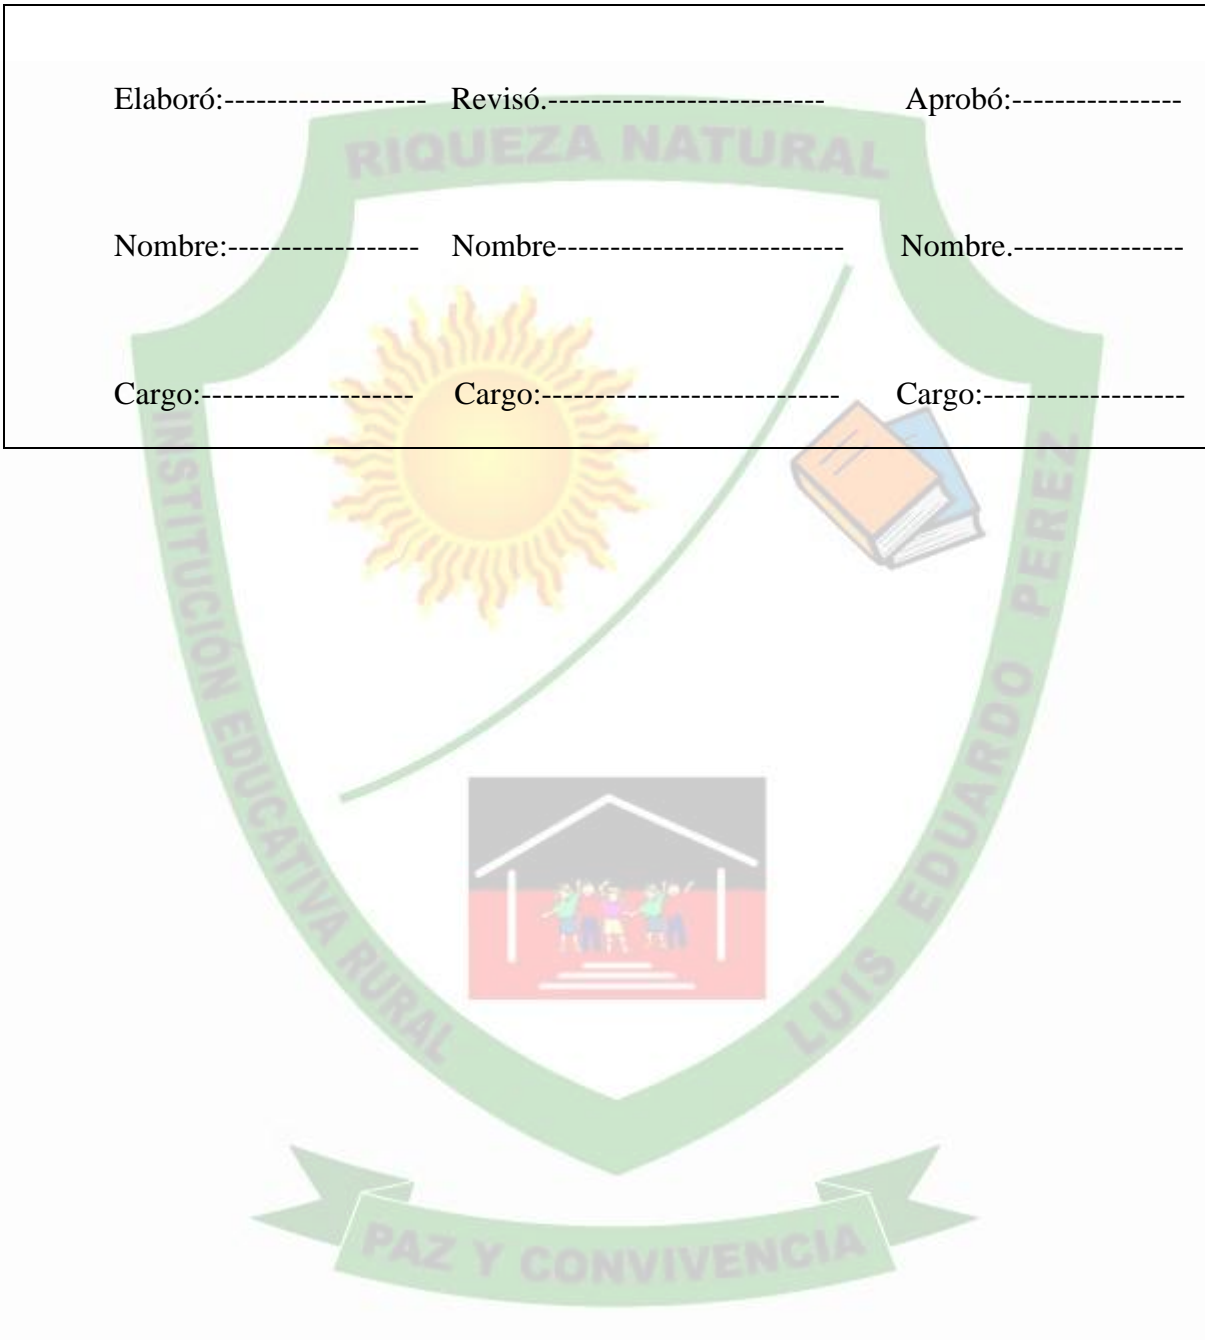 Elaboró:------------------- Revisó.-------------------------- Aprobó:----------------
RIQUEZA NATURAL
Nombre:------------------ Nombre--------------------------- Nombre.----------------
Cargo:-------------------- Cargo:---------------------------- Cargo:-------------------
INSTITUCIÓN EDUCATIVA RURAL
LUIS EDUARDO PEREZ
PAZ Y CONVIVENCIA